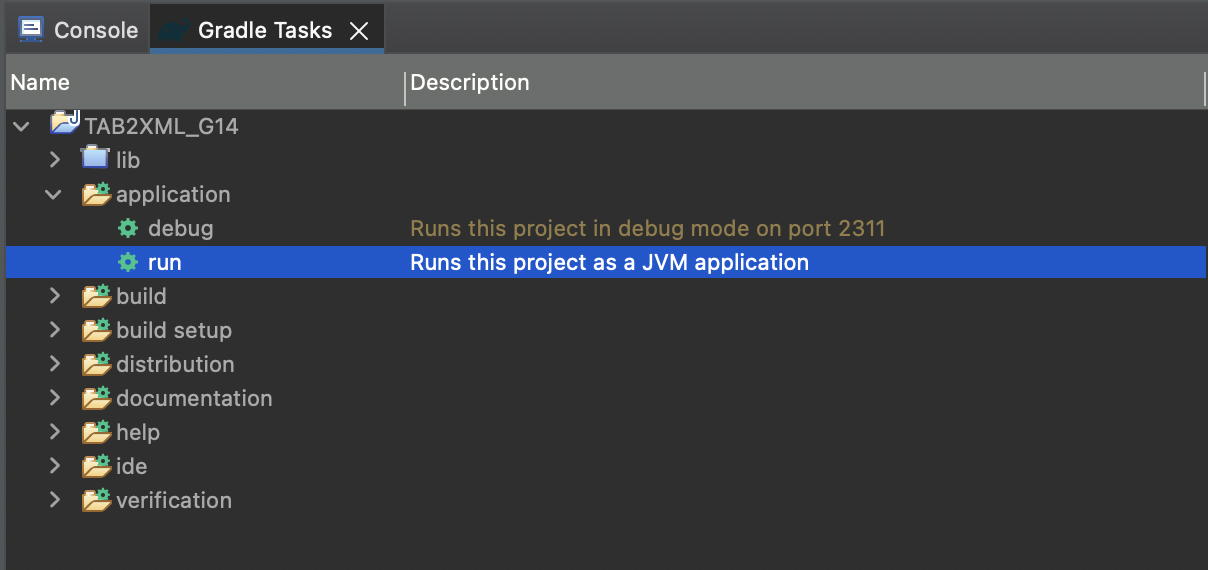 Console Gradle Tasks
Name Description
TAB2XML_G14
lib
application
debug Runs this project in debug mode on port 2311
run Runs this project as a JVM application
build
build setup
distribution
documentation
help
ide
verification